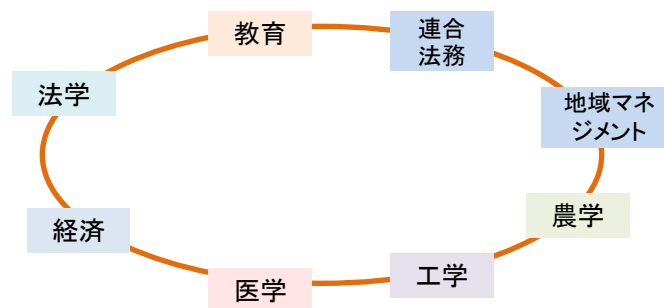 教育
連合
法務
法学
地域マネ
ジメント
農学
経済
工学
医学